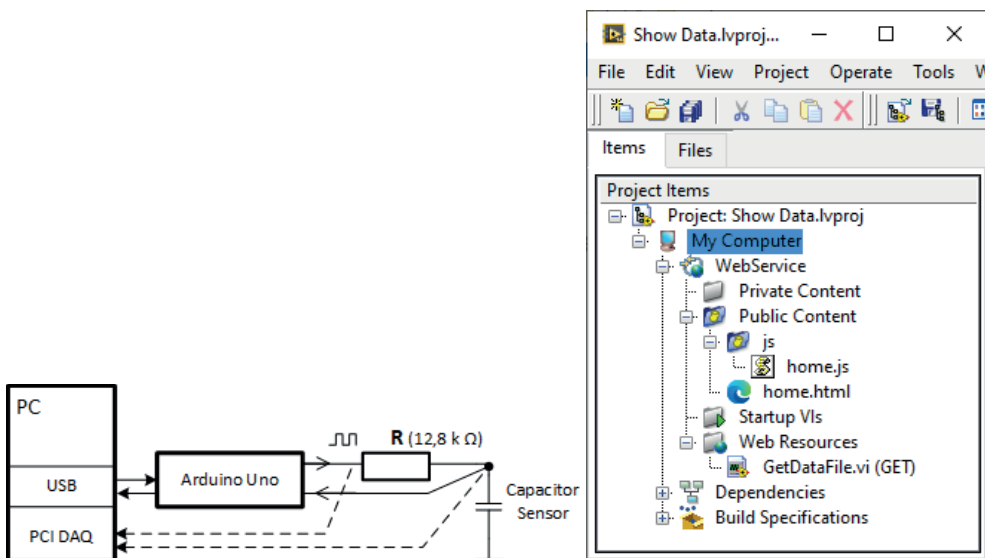 PC
USB
PCI DAQ
Arduino Uno
R (12,8 k Ω)
Capacitor
Sensor
Show Data.lvproj...
File Edit View Project Operate Tools W
Items Files
Project Items
Project: Show Data.lvproj
My Computer
WebService
Private Content
Public Content
js
home.js
home.html
Startup VIs
Web Resources
GetDataFile.vi (GET)
Dependencies
Build Specifications